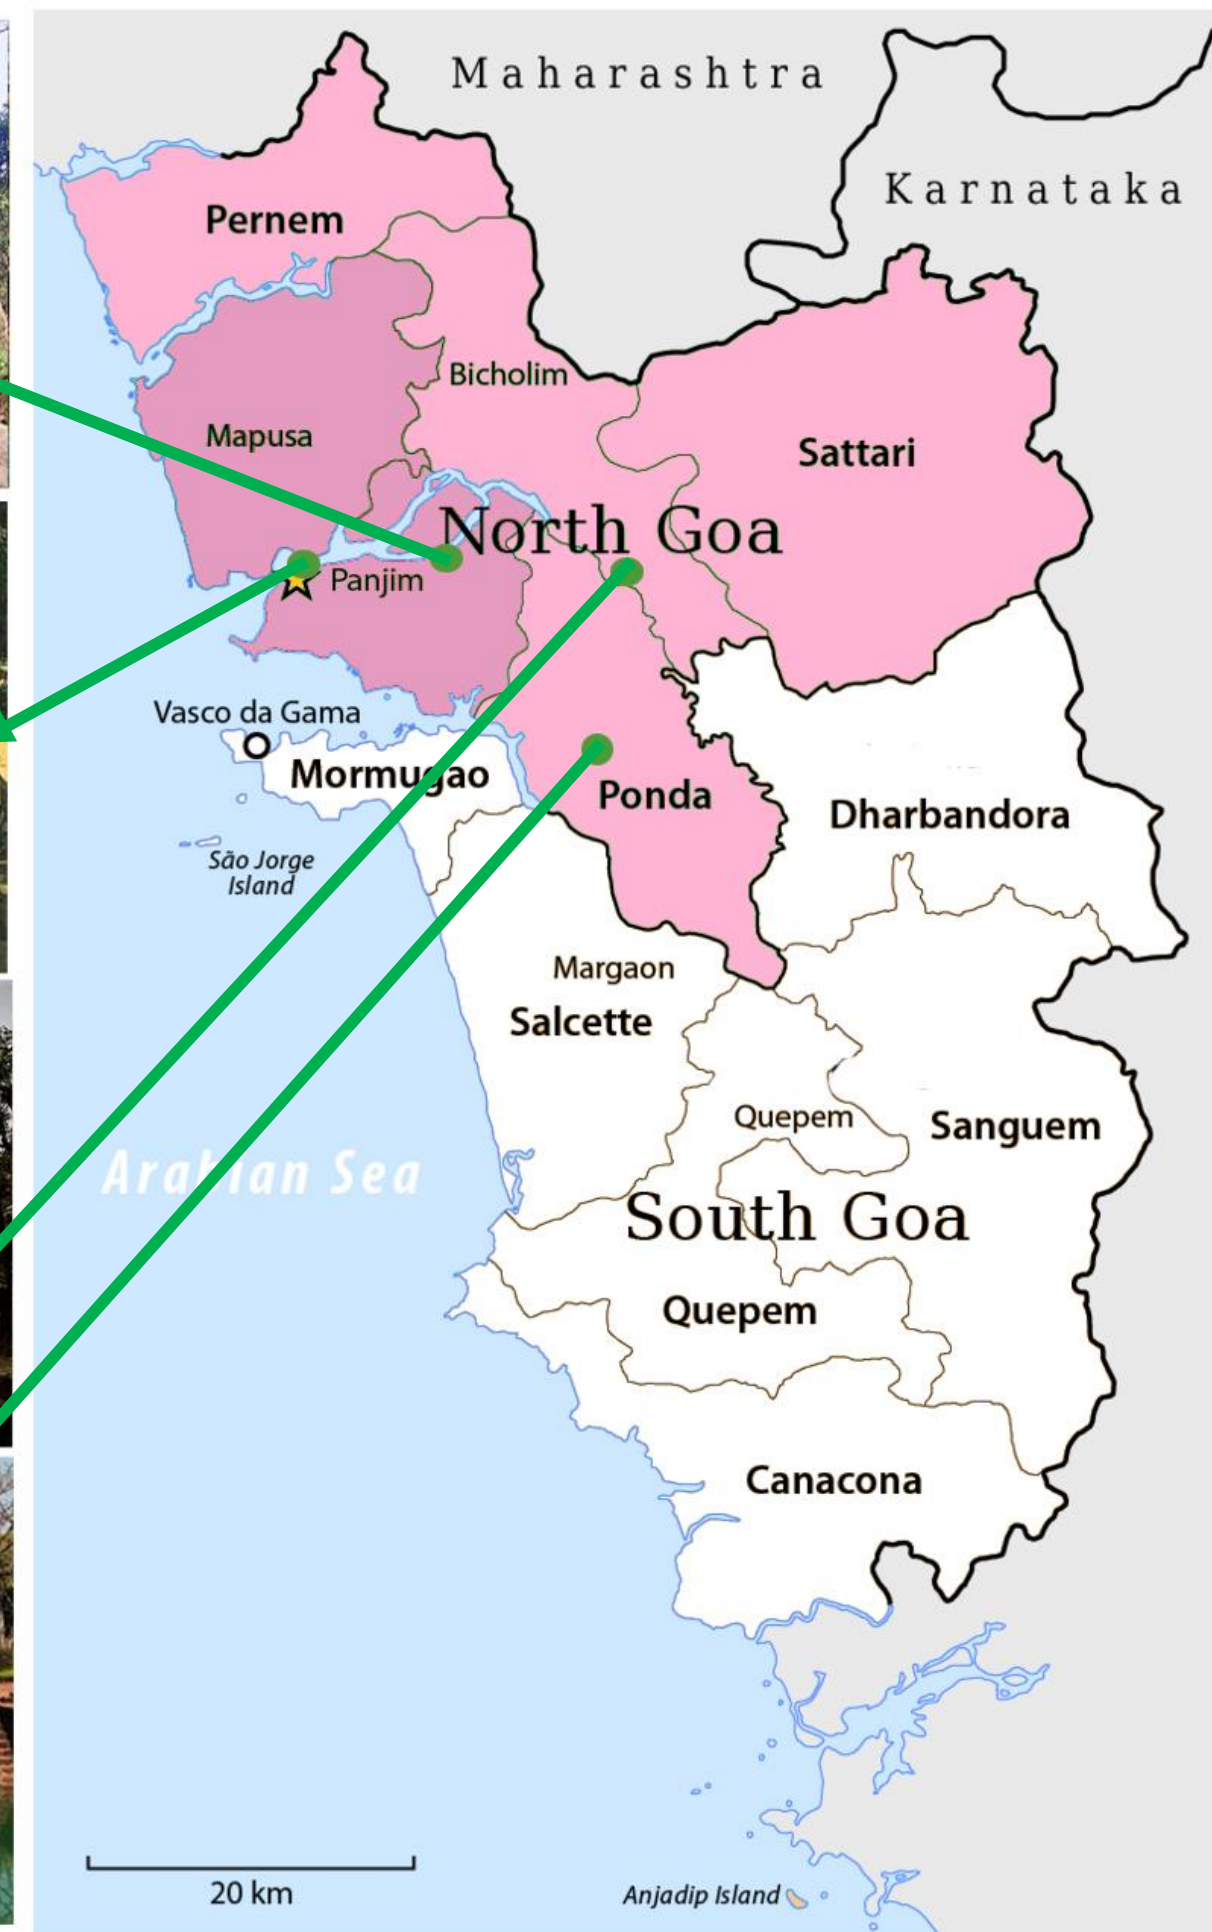 Maharashtra
Karnataka
Pernem
Bicholim
Mapusa
Sattari
North Goa
Panjim
Vasco da Gama
Mormugao
Ponda
Dharbandora
São Jorge
Island
Margaon
Salcette
Quepem
Sanguem
Arabian Sea
South Goa
Quepem
Canacona
20 km
Anjadip Island